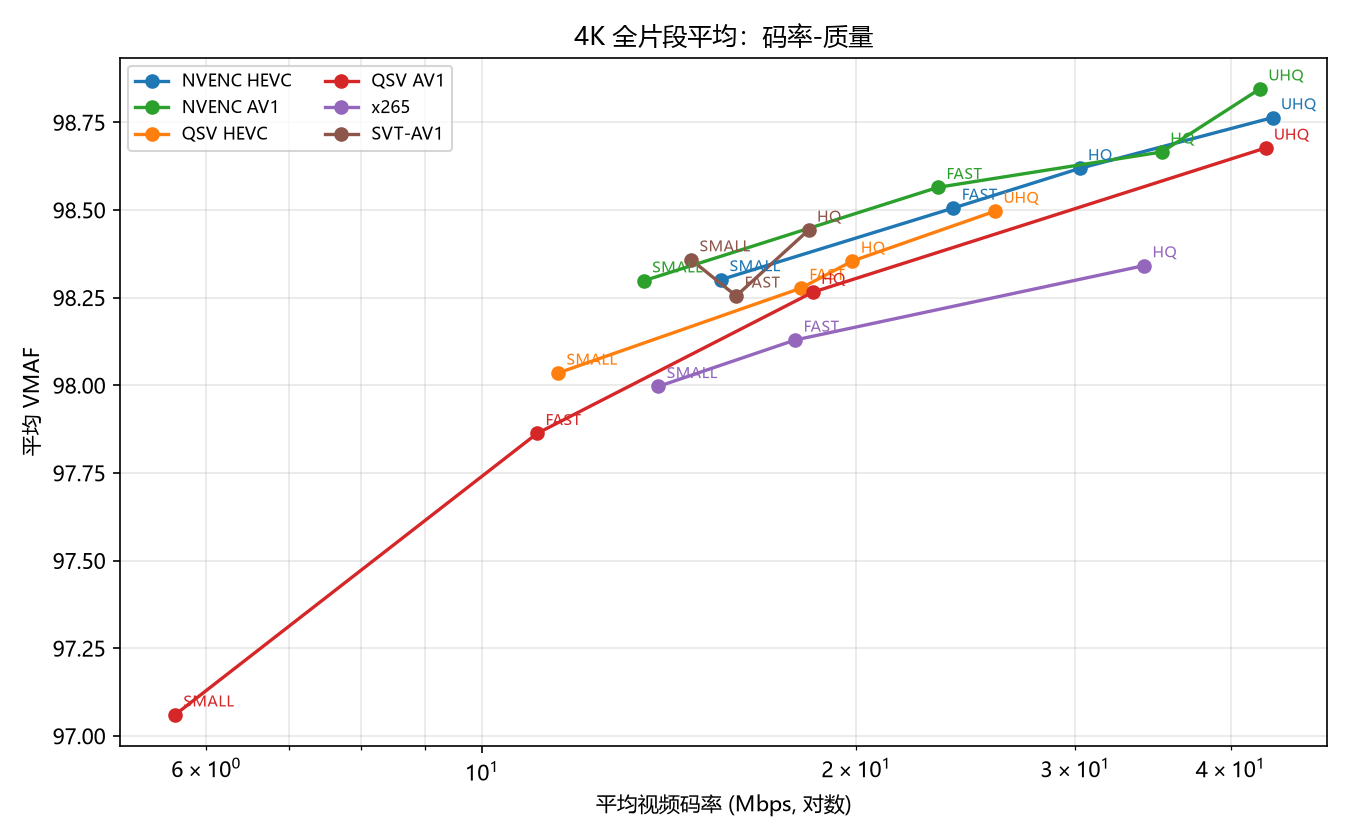 4K 全片段平均：码率-质量
NVENC HEVC
NVENC AV1
QSV HEVC
QSV AV1
x265
SVT-AV1
平均 VMAF
98.75
98.50
98.25
98.00
97.75
97.50
97.25
97.00
UHQ
UHQ
UHQ
HQ
HQ
FAST
FAST
UHQ
HQ
SMALL
HQ
HQ
SMALL
SMALL
FAST
FAST
HQ
FAST
SMALL
SMALL
FAST
SMALL
6 × 10⁰
10¹
2 × 10¹
3 × 10¹
4 × 10¹
平均视频码率 (Mbps, 对数)